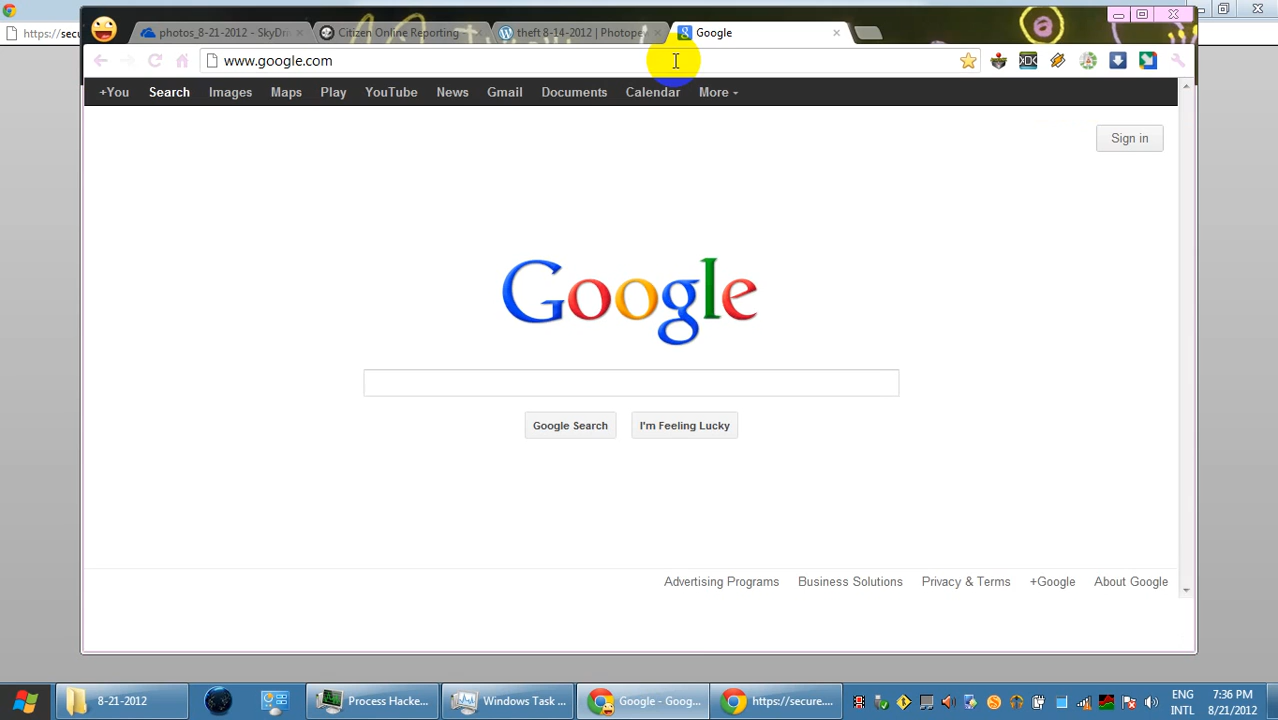 https://secu
photos_8-21-2012 - SkyDri
Citizen Online Reporting
theft 8-14-2012 | Photope
Google
www.google.com
+You Search Images Maps Play YouTube News Gmail Documents Calendar More
Sign in
Google
Google Search I'm Feeling Lucky
Advertising Programs Business Solutions Privacy & Terms +Google About Google
8-21-2012
Process Hacke...
Windows Task ...
Google - Goog...
https://secure....
ENG
INTL
7:36 PM
8/21/2012